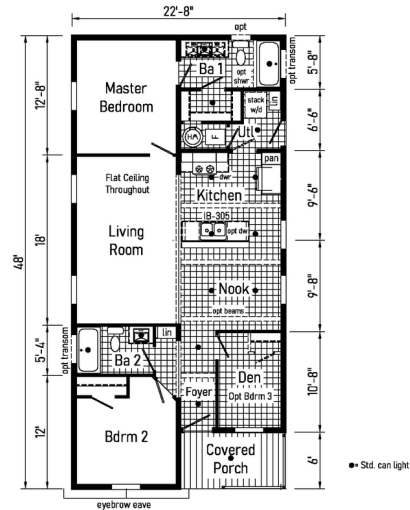 22'-8"
opt
Ba 1
opt
shwr
opt transom
5'-8"
12'-8"
Master
Bedroom
stack
w/d
lin
6'-6"
Utl
HW
F
pan
Flat Ceiling
Throughout
dwr
Kitchen
9'-6"
IB-305
opt dw
48'
18'
Living
Room
Nook
opt beams
9'-8"
opt transom
5'-4"
lin
Ba 2
Den
Opt Bdrm 3
10'-8"
Foyer
12'
Bdrm 2
Covered
Porch
6'
= Std. can light
eyebrow eave